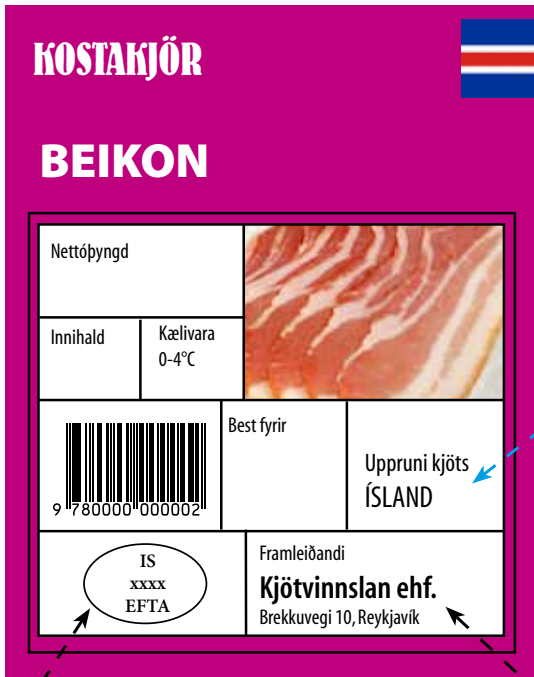 KOSTAKJÖR
BEIKON
Nettóþyngd
Innihald
Kælivara
0-4°C
Best fyrir
Uppruni kjöts
ÍSLAND
9 780000 000002
IS
xxxx
EFTA
Framleiðandi
Kjötvinnslan ehf.
Brekkuvegi 10, Reykjavík